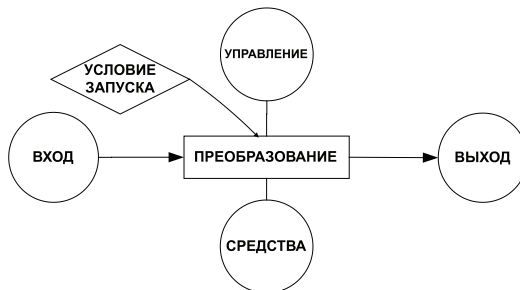 УПРАВЛЕНИЕ
УСЛОВИЕ
ЗАПУСКА
ВХОД
ПРЕОБРАЗОВАНИЕ
ВЫХОД
СРЕДСТВА